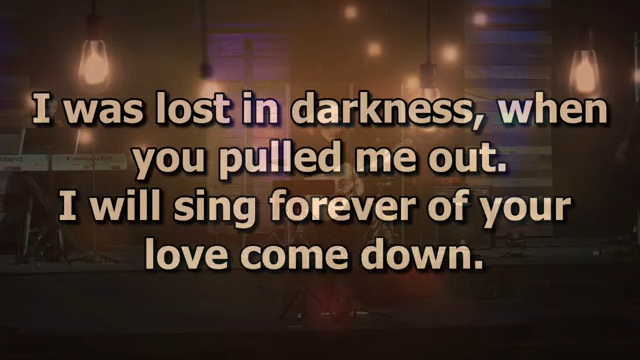 I was lost in darkness, when
you pulled me out.
I will sing forever of your
love come down.